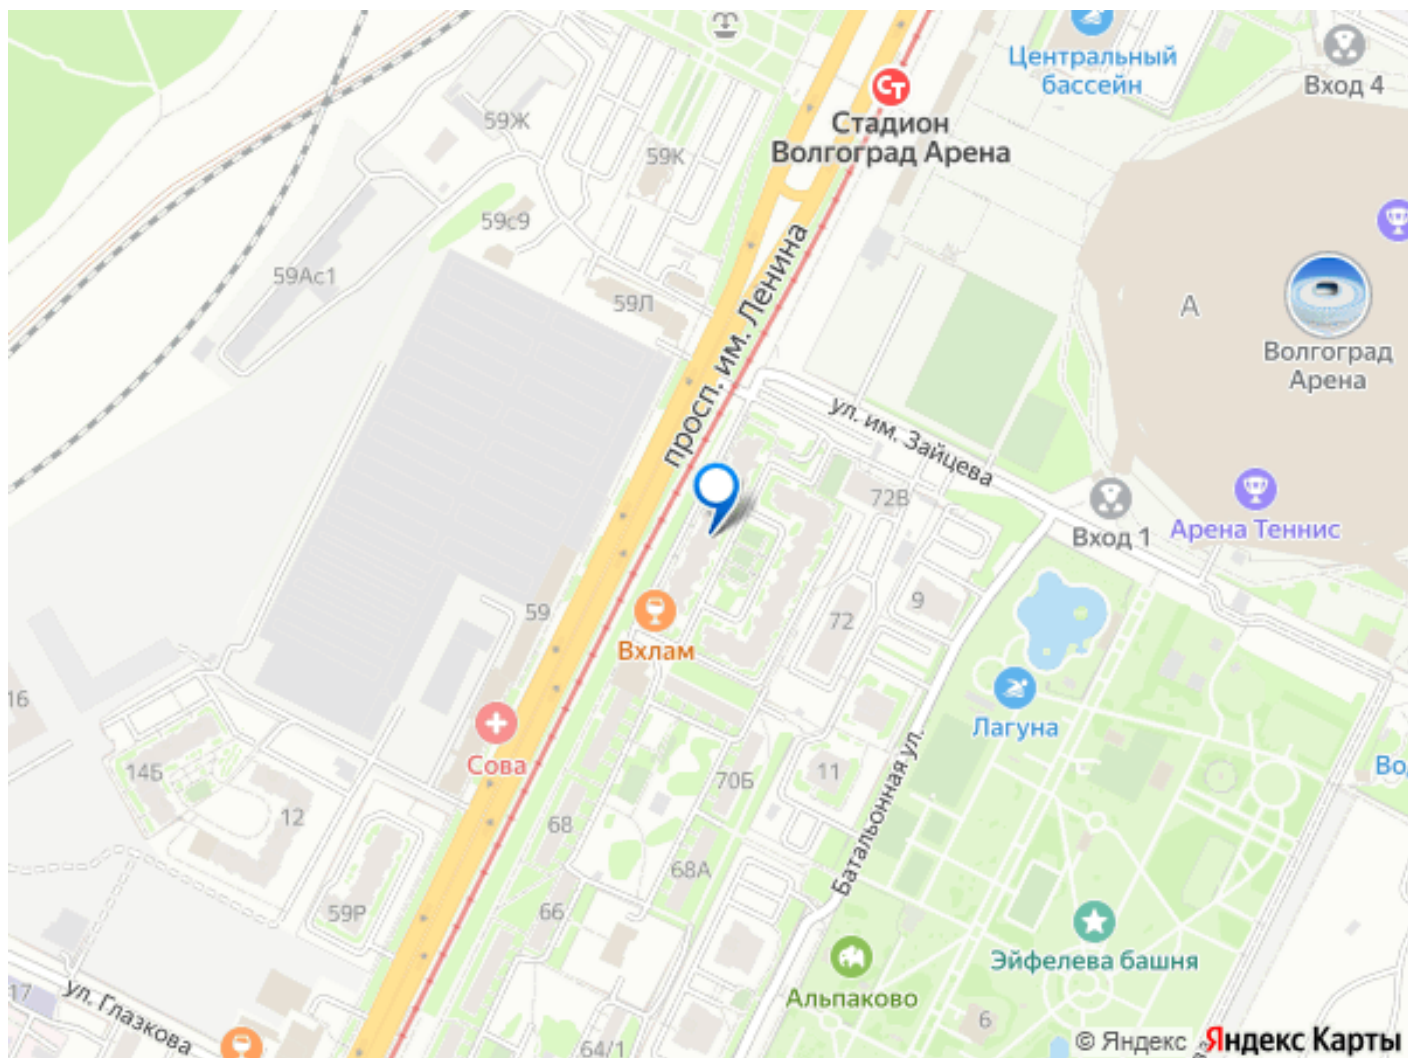 Центральный
бассейн
Вход 4
Ст
Стадион
Волгоград Арена
59Ж
59К
59с9
59Ас1
59Л
просп. им. Ленина
А
Волгоград
Арена
ул. им. Зайцева
72В
Вход 1
Арена Теннис
59
9
72
Вхлам
16
Сова
Лагуна
14Б
12
70Б
11
Во
68
68А
Батальонная ул.
59Р
66
Эйфелева башня
Альпаково
17
ул. Глазкова
6
64/1
© Яндекс Яндекс Карты